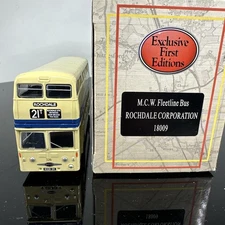 ROCHDALE
21
Exclusive
First
Editions
M.C.W. Fleetline Bus
ROCHDALE CORPORATION
18009